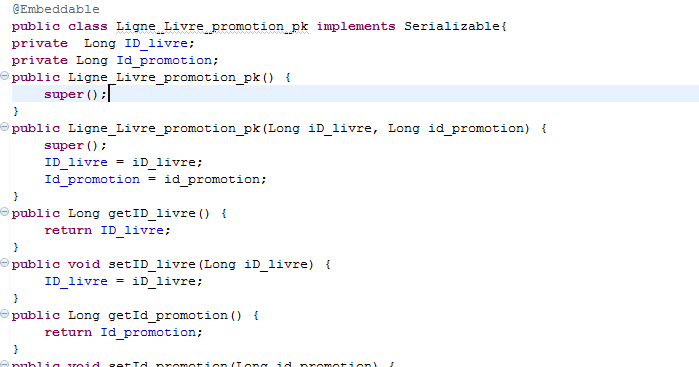 @Embeddable
public class Ligne_Livre_promotion_pk implements Serializable{
private  Long ID_livre;
private Long Id_promotion;
public Ligne_Livre_promotion_pk() {
    super();
}
public Ligne_Livre_promotion_pk(Long iD_livre, Long id_promotion) {
    super();
    ID_livre = iD_livre;
    Id_promotion = id_promotion;
}
public Long getID_livre() {
    return ID_livre;
}
public void setID_livre(Long iD_livre) {
    ID_livre = iD_livre;
}
public Long getId_promotion() {
    return Id_promotion;
}
public void setId_promotion(Long id_promotion) {